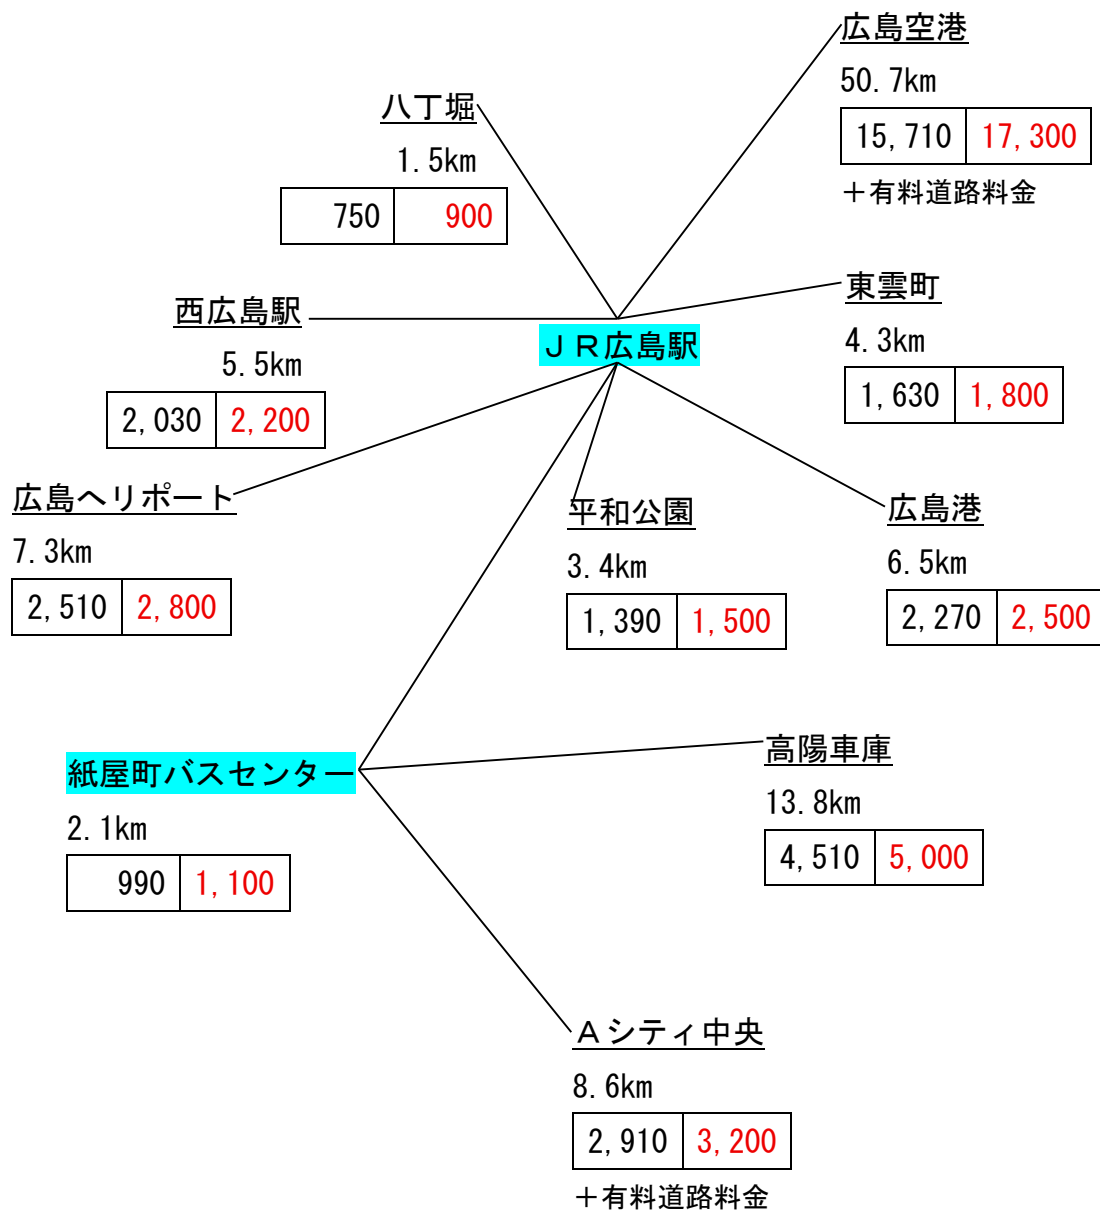 広島空港
50.7km
15,710 17,300
＋有料道路料金
八丁堀
1.5km
750 900
東雲町
4.3km
1,630 1,800
西広島駅
5.5km
2,030 2,200
ＪＲ広島駅
広島ヘリポート
7.3km
2,510 2,800
平和公園
3.4km
1,390 1,500
広島港
6.5km
2,270 2,500
紙屋町バスセンター
2.1km
990 1,100
高陽車庫
13.8km
4,510 5,000
Ａシティ中央
8.6km
2,910 3,200
＋有料道路料金